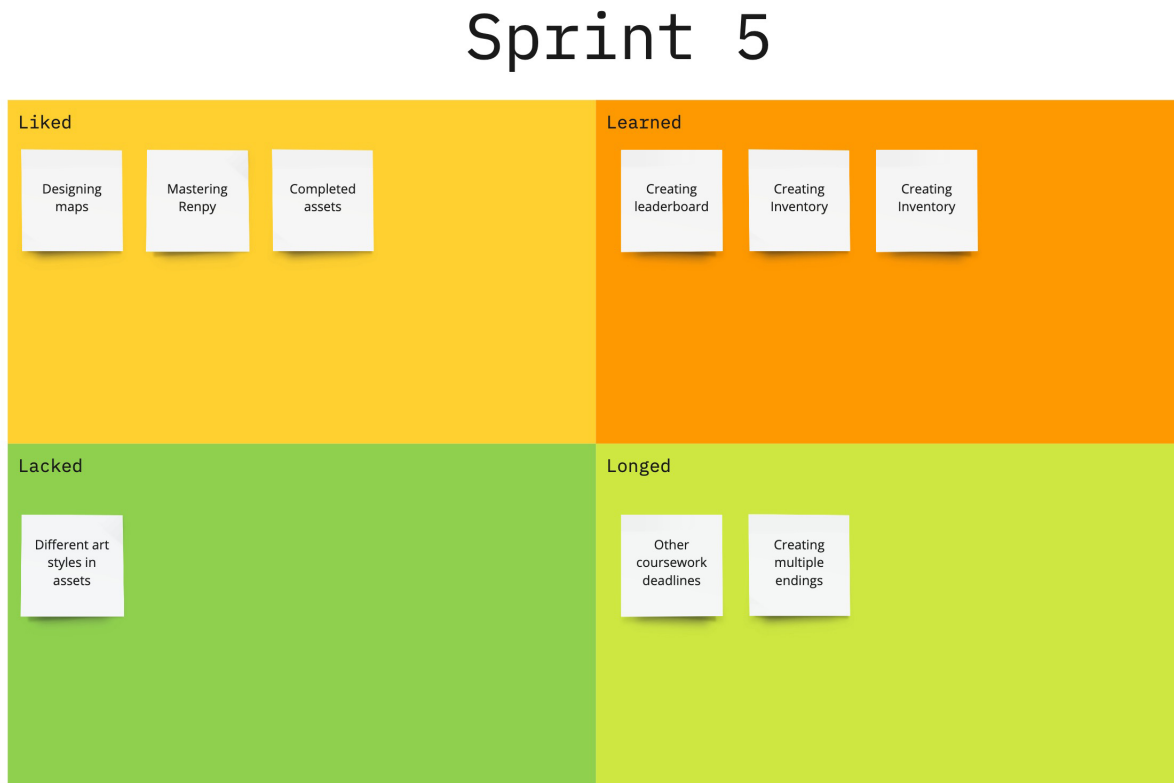 Sprint 5
Liked
Designing
maps
Mastering
Renpy
Completed
assets
Learned
Creating
leaderboard
Creating
Inventory
Creating
Inventory
Lacked
Different art
styles in
assets
Longed
Other
coursework
deadlines
Creating
multiple
endings